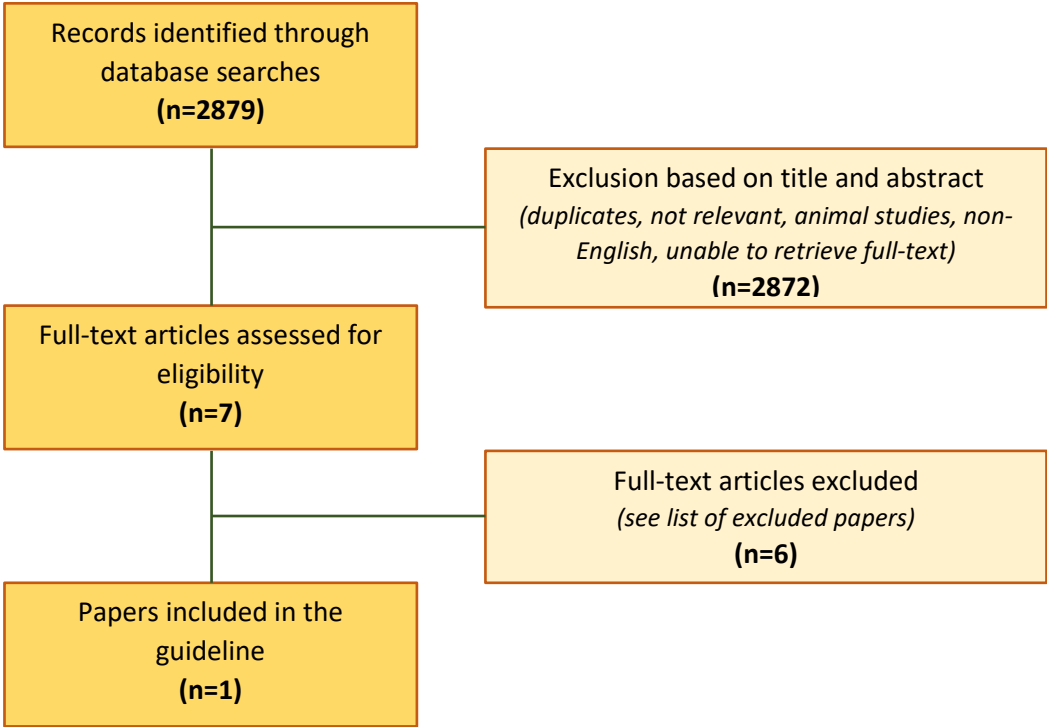 Records identified through
database searches
(n=2879)
Exclusion based on title and abstract
(duplicates, not relevant, animal studies, non-
English, unable to retrieve full-text)
(n=2872)
Full-text articles assessed for
eligibility
(n=7)
Full-text articles excluded
(see list of excluded papers)
(n=6)
Papers included in the
guideline
(n=1)